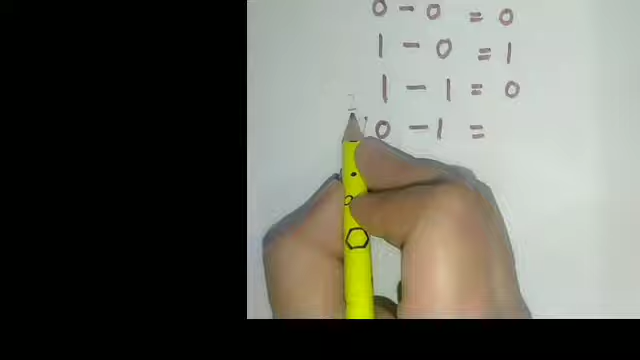 0 - 0 = 0
1 - 0 = 1
1 - 1 = 0
0 - 1 =